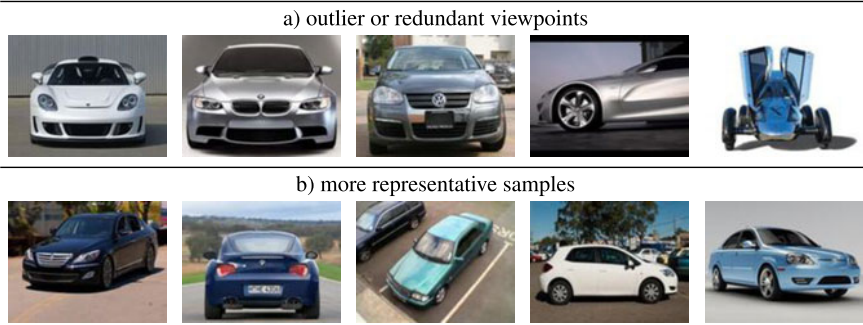 a) outlier or redundant viewpoints
b) more representative samples